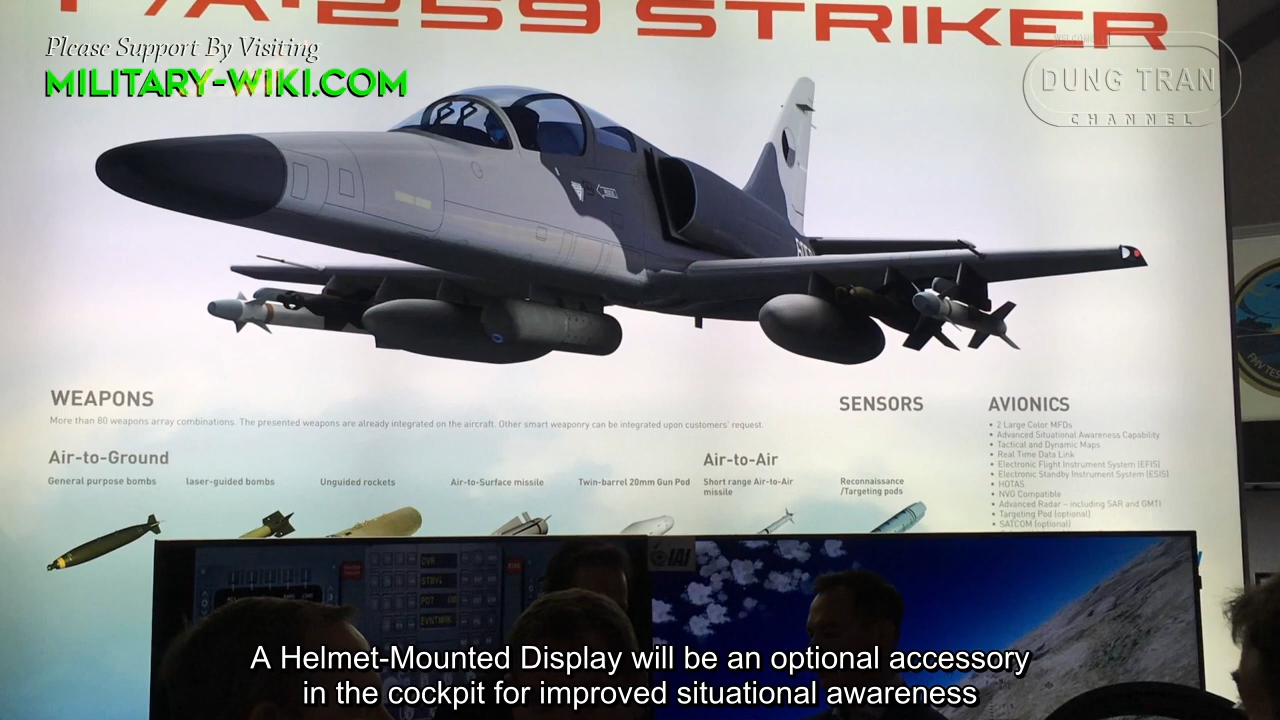 F/A-259 STRIKER
Please Support By Visiting
MILITARY-WIKI.COM
WELCOME
DUNG TRAN
CHANNEL
WEAPONS
More than 80 weapons array combinations. The presented weapons are already integrated on the aircraft. Other smart weaponry can be integrated upon customers' request.
Air-to-Ground
General purpose bombs
laser-guided bombs
Unguided rockets
Air-to-Surface missile
Twin-barrel 20mm Gun Pod
Air-to-Air
Short range Air-to-Air
missile
SENSORS
Reconnaissance
/Targeting pods
AVIONICS
• 2 Large Color MFDs
• Advanced Situational Awareness Capability
• Tactical and Dynamic Maps
• Real Time Data Link
• Electronic Flight Instrument System (EFIS)
• Electronic Standby Instrument System (ESIS)
• HOTAS
• NVG Compatible
• Advanced Radar – including SAR and GMTI
• Targeting Pod (optional)
• SATCOM (optional)
IAI
CVR
STBY
PDT
EVNTMRK
A Helmet-Mounted Display will be an optional accessory
in the cockpit for improved situational awareness